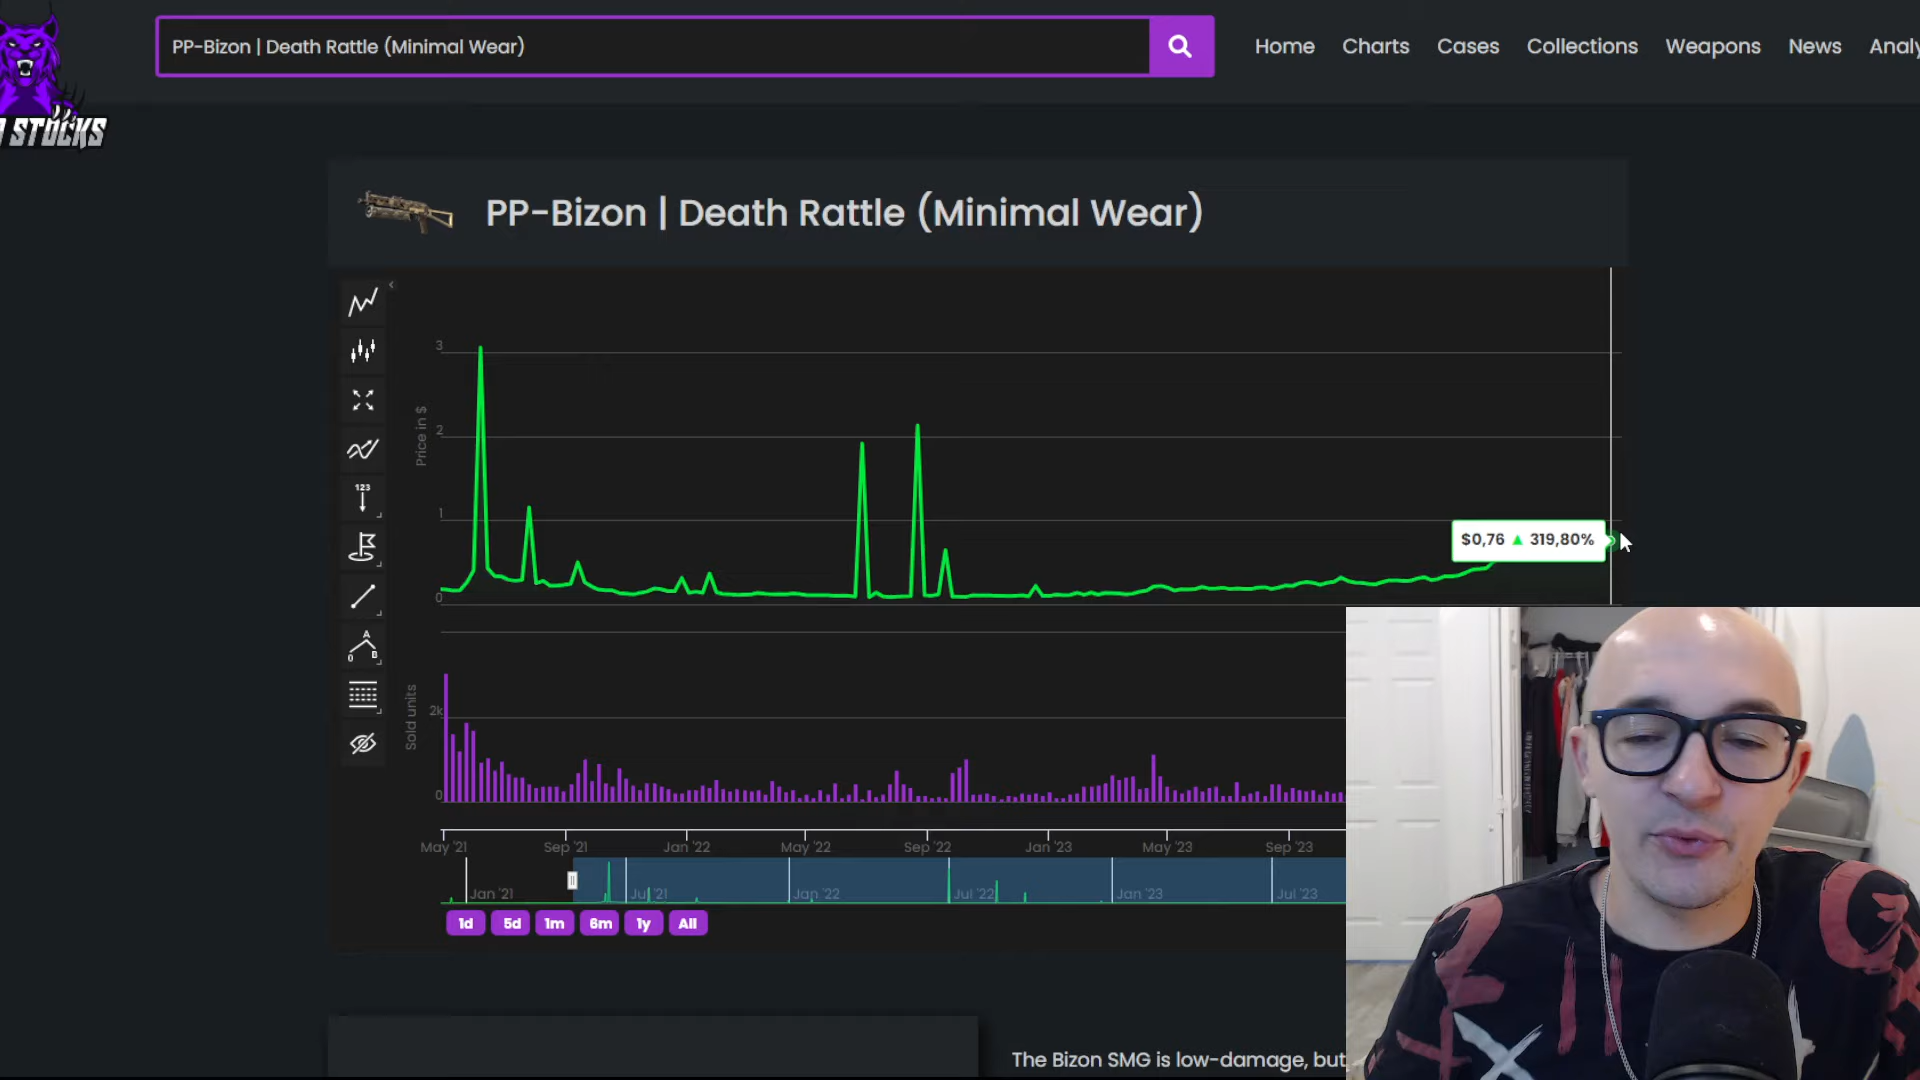 PP-Bizon | Death Rattle (Minimal Wear)
Home
Charts
Cases
Collections
Weapons
News
STOCKS
PP-Bizon | Death Rattle (Minimal Wear)
Price in $
3
2
1
0
123
A
0
B
$0,76 ▲ 319,80%
Sold units
2k
0
May '21
Sep '21
Jan '22
May '22
Sep '22
Jan '23
May '23
Sep '23
Jan '21
Jul '21
Jan '22
Jul '22
Jan '23
Jul '23
1d
5d
1m
6m
1y
All
The Bizon SMG is low-damage, but